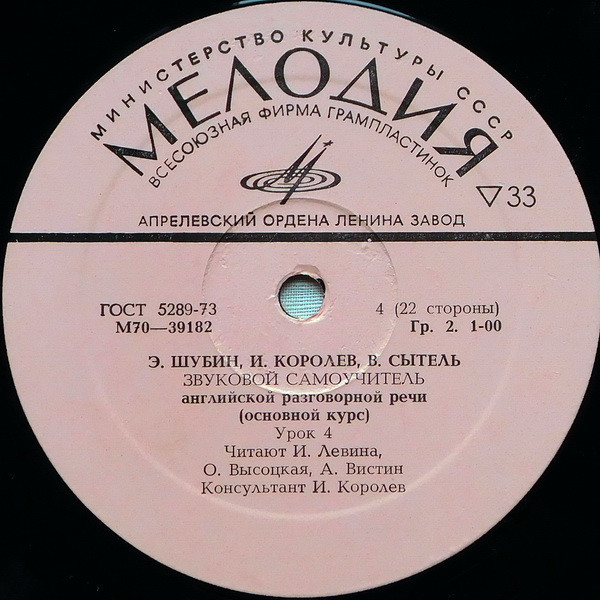 МИНИСТЕРСТВО КУЛЬТУРЫ СССР
МЕЛОДИЯ
ВСЕСОЮЗНАЯ ФИРМА ГРАМПЛАСТИНОК
▽33
АПРЕЛЕВСКИЙ ОРДЕНА ЛЕНИНА ЗАВОД
ГОСТ 5289-73
4 (22 стороны)
М70—39182
Гр. 2. 1-00
Э. ШУБИН, И. КОРОЛЕВ, В. СЫТЕЛЬ
ЗВУКОВОЙ САМОУЧИТЕЛЬ
английской разговорной речи
(основной курс)
Урок 4
Читают И. Левина,
О. Высоцкая, А. Вистин
Консультант И. Королев